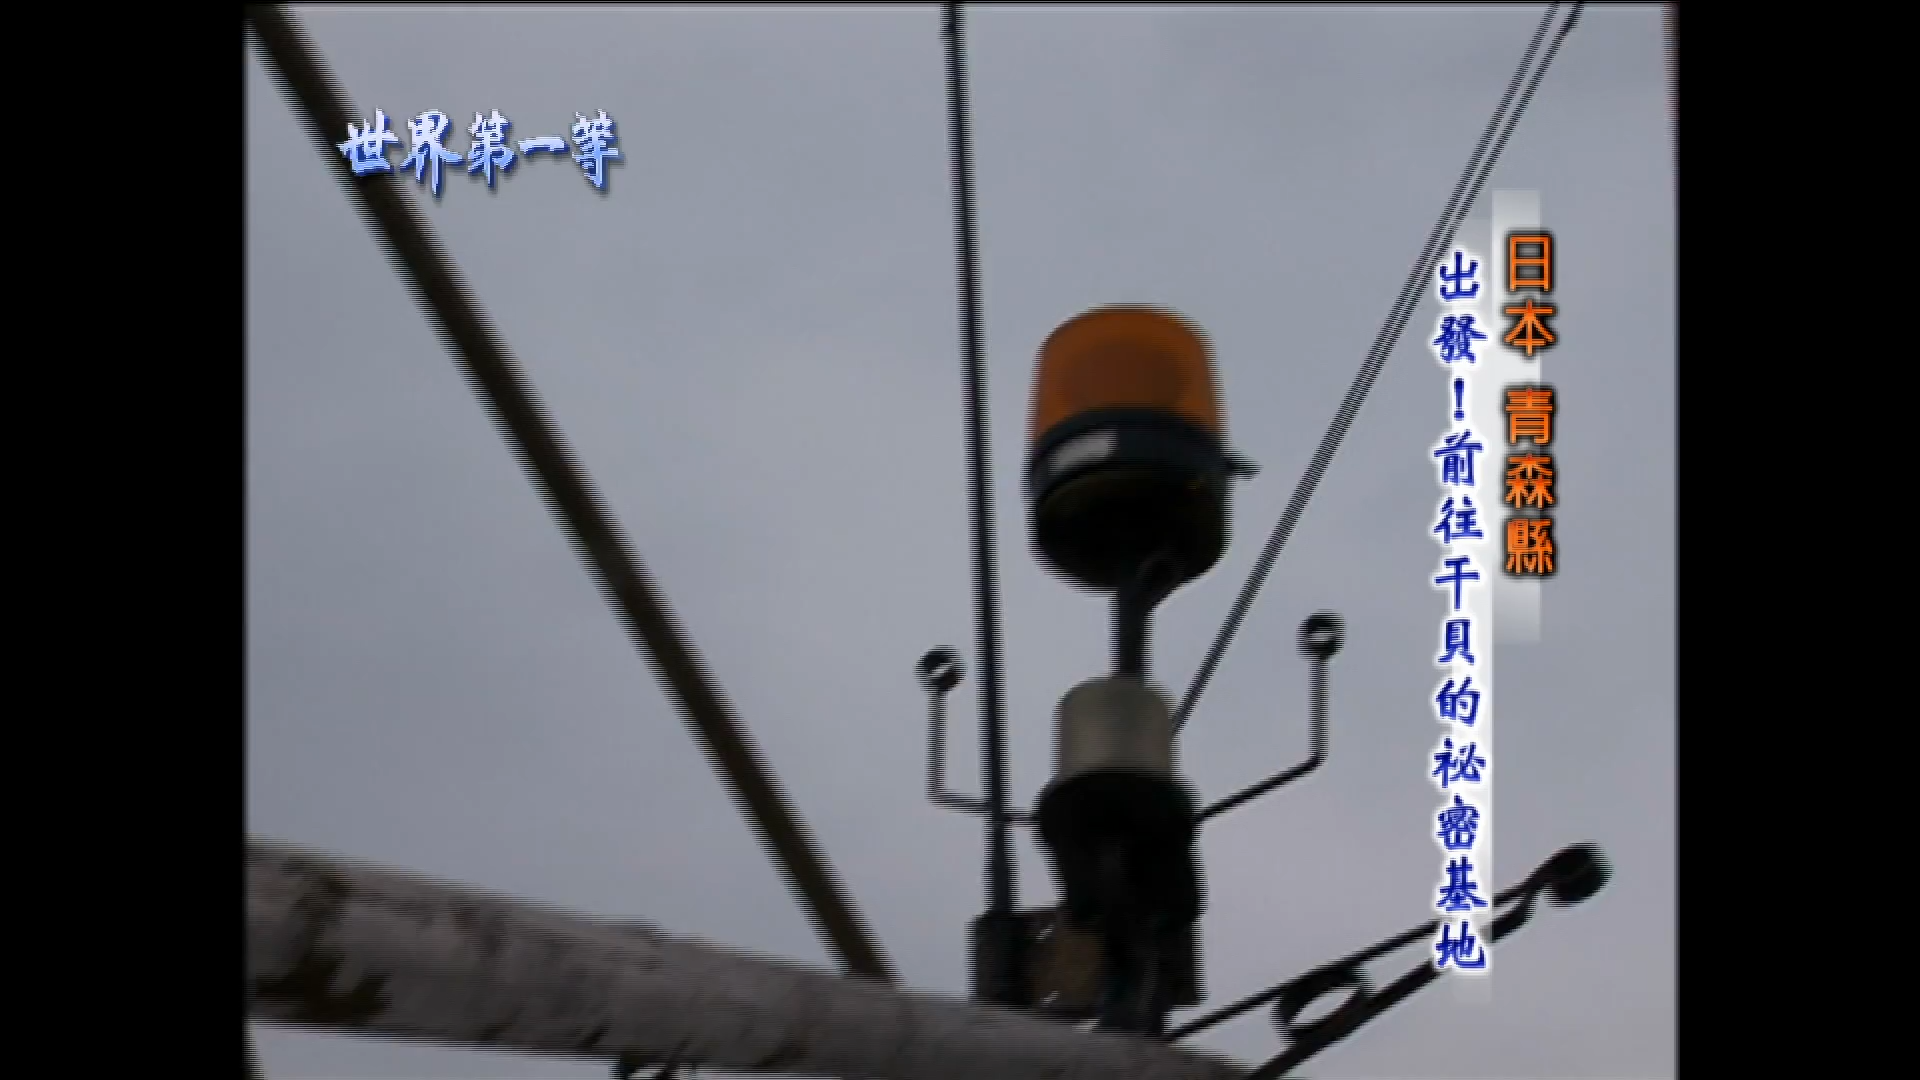 世界第一等
日本 青森縣
出發！前往干貝的祕密基地